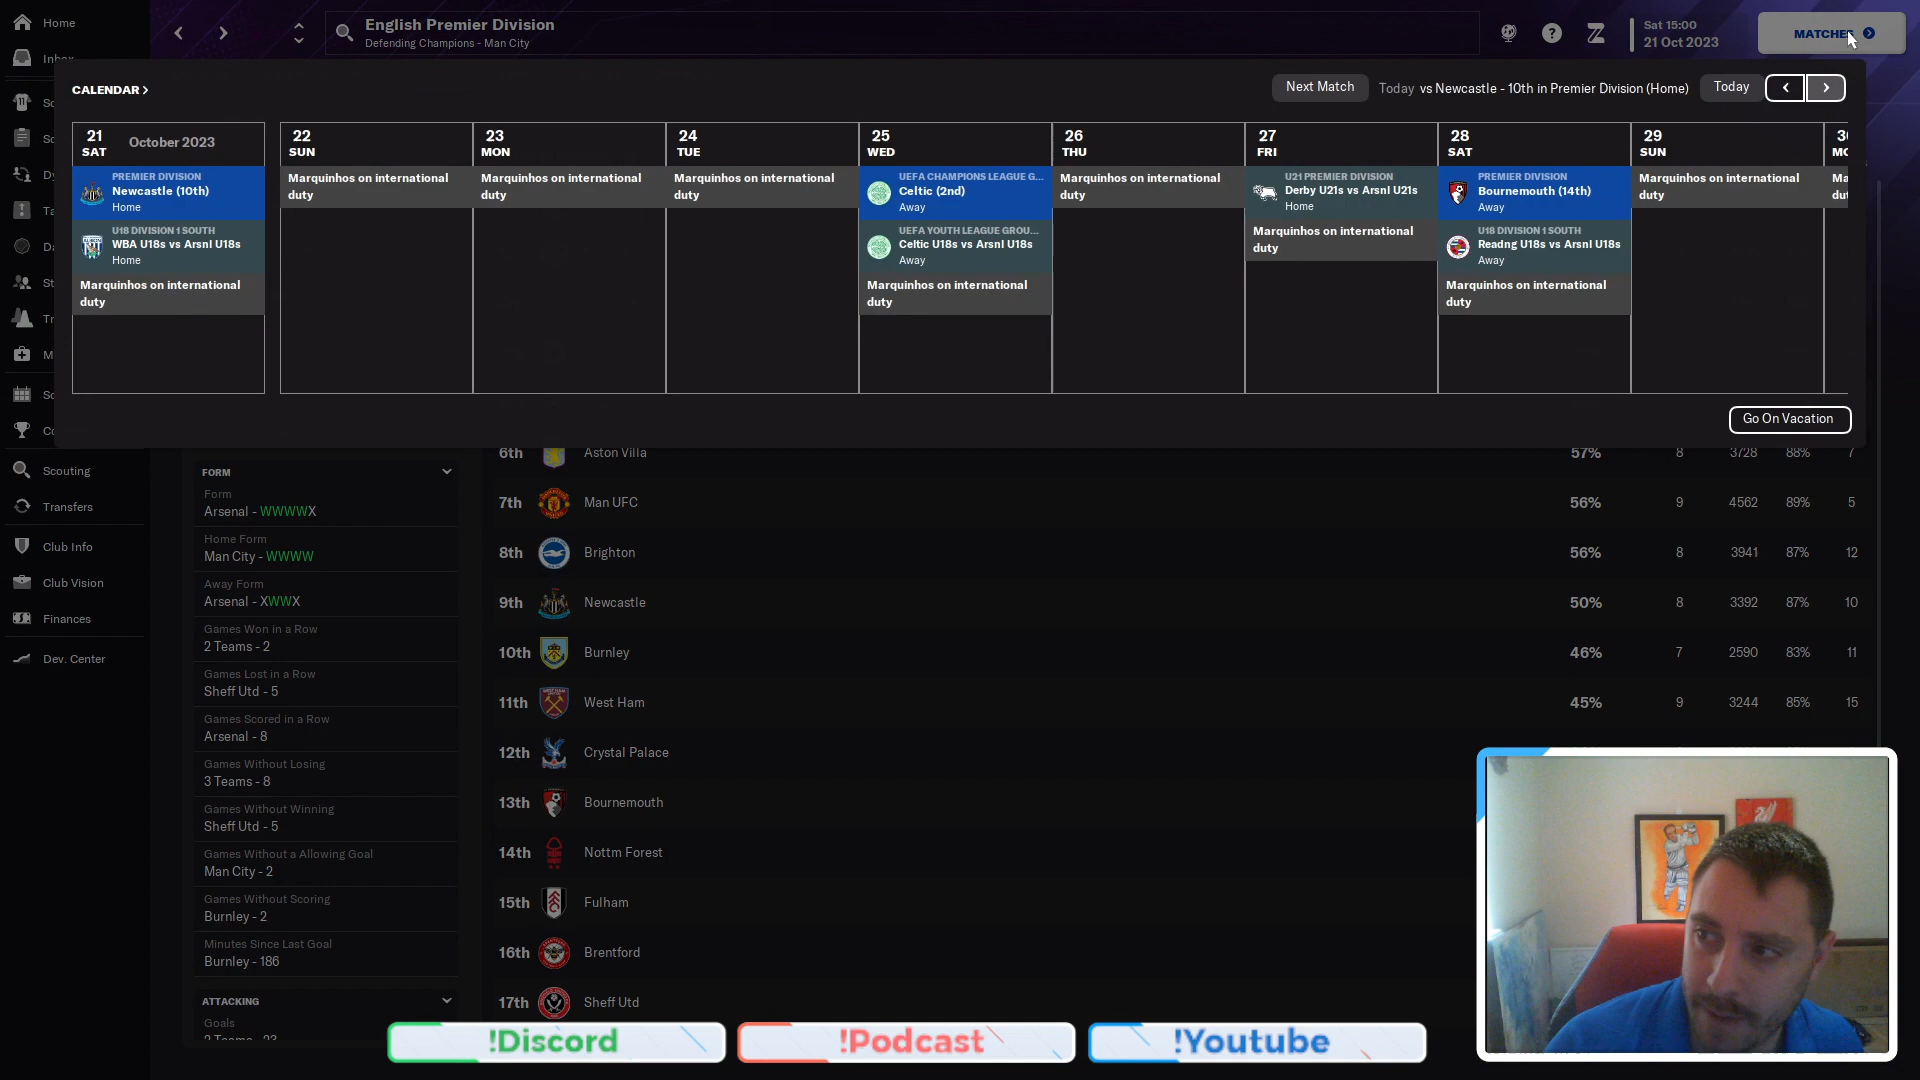 Home
English Premier Division
Defending Champions - Man City
Sat 15:00
21 Oct 2023
MATCHES
Inbox
CALENDAR
Next Match
Today vs Newcastle - 10th in Premier Division (Home)
Today
21
SAT
October 2023
22
SUN
23
MON
24
TUE
25
WED
26
THU
27
FRI
28
SAT
29
SUN
PREMIER DIVISION
Newcastle (10th)
Home
WBA U18s vs Arsnl U18s
U18 DIVISION 1 SOUTH
Home
Marquinhos on international
duty
Marquinhos on international
duty
Marquinhos on international
duty
Marquinhos on international
duty
UEFA CHAMPIONS LEAGUE G...
Celtic (2nd)
Away
UEFA YOUTH LEAGUE GROU...
Celtic U18s vs Arsnl U18s
Away
Marquinhos on international
duty
Marquinhos on international
duty
U21 PREMIER DIVISION
Derby U21s vs Arsnl U21s
Home
Marquinhos on international
duty
PREMIER DIVISION
Bournemouth (14th)
Away
U18 DIVISION 1 SOUTH
Readng U18s vs Arsnl U18s
Away
Marquinhos on international
duty
Marquinhos on international
duty
Go On Vacation
Scouting
Transfers
Club Info
Club Vision
Finances
Dev. Center
FORM
Form
Arsenal - WWWWX
Home Form
Man City - WWWW
Away Form
Arsenal - XWWX
Games Won in a Row
2 Teams - 2
Games Lost in a Row
Sheff Utd - 5
Games Scored in a Row
Arsenal - 8
Games Without Losing
3 Teams - 8
Games Without Winning
Sheff Utd - 5
Games Without a Allowing Goal
Man City - 2
Games Without Scoring
Burnley - 2
Minutes Since Last Goal
Burnley - 186
ATTACKING
Goals
6th Aston Villa 57% 8 3728 88% 7
7th Man UFC 56% 9 4562 89% 5
8th Brighton 56% 8 3941 87% 12
9th Newcastle 50% 8 3392 87% 10
10th Burnley 46% 7 2590 83% 11
11th West Ham 45% 9 3244 85% 15
12th Crystal Palace
13th Bournemouth
14th Nottm Forest
15th Fulham
16th Brentford
17th Sheff Utd
!Discord
!Podcast
!Youtube